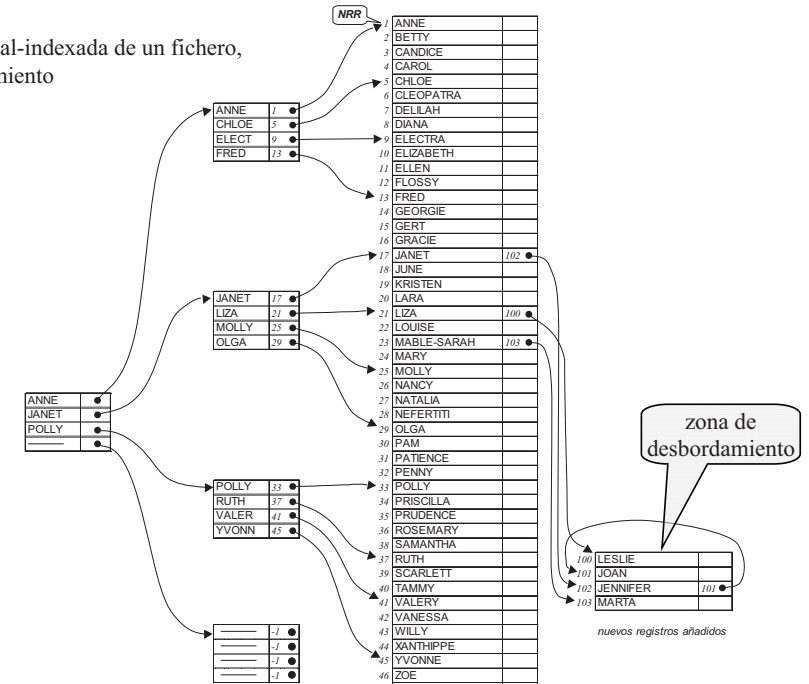 al-indexada de un fichero,
miento
NRR
1 ANNE
2 BETTY
3 CANDICE
4 CAROL
5 CHLOE
6 CLEOPATRA
7 DELILAH
8 DIANA
9 ELECTRA
10 ELIZABETH
11 ELLEN
12 FLOSSY
13 FRED
14 GEORGIE
15 GERT
16 GRACIE
17 JANET 102
18 JUNE
19 KRISTEN
20 LARA
21 LIZA 100
22 LOUISE
23 MABLE-SARAH 103
24 MARY
25 MOLLY
26 NANCY
27 NATALIA
28 NEFERTITI
29 OLGA
30 PAM
31 PATIENCE
32 PENNY
33 POLLY
34 PRISCILLA
35 PRUDENCE
36 ROSEMARY
38 SAMANTHA
37 RUTH
39 SCARLETT
40 TAMMY
41 VALERY
42 VANESSA
43 WILLY
44 XANTHIPPE
45 YVONNE
46 ZOE
ANNE 1
CHLOE 5
ELECT 9
FRED 13
JANET 17
LIZA 21
MOLLY 25
OLGA 29
ANNE
JANET
POLLY
POLLY 33
RUTH 37
VALER 41
YVONN 45
-1
-1
-1
-1
zona de
desbordamiento
100 LESLIE
101 JOAN
102 JENNIFER 101
103 MARTA
nuevos registros añadidos